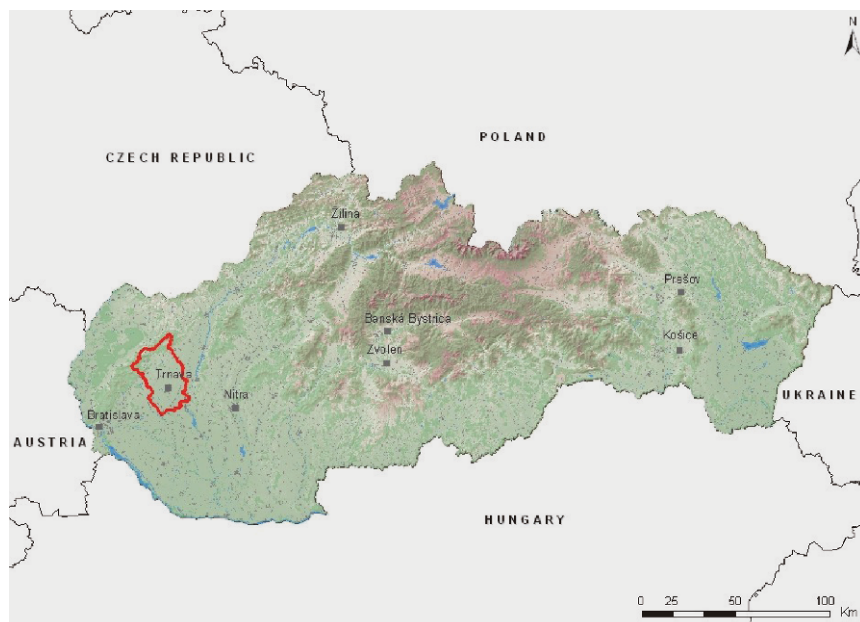 N
POLAND
CZECH REPUBLIC
Žilina
Prešov
Banská Bystrica
Košice
Zvolen
Trnava
Nitra
UKRAINE
Bratislava
AUSTRIA
HUNGARY
0 25 50 100
Km